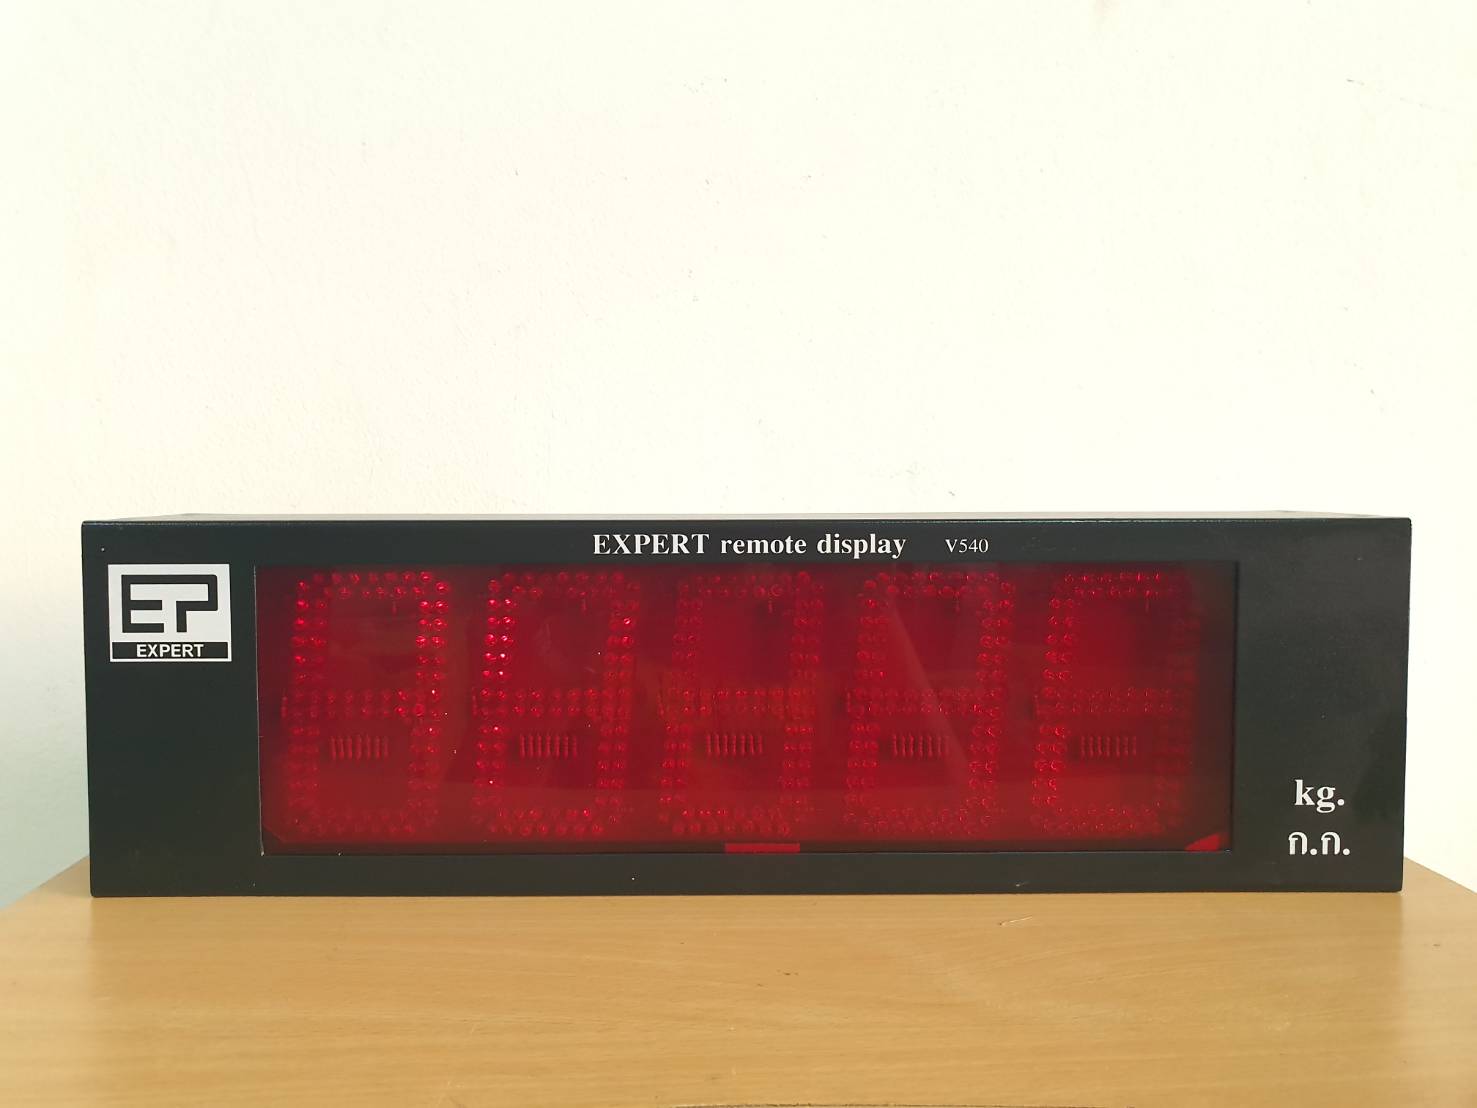 EXPERT remote display V540
EP
EXPERT
kg.
ก.ก.